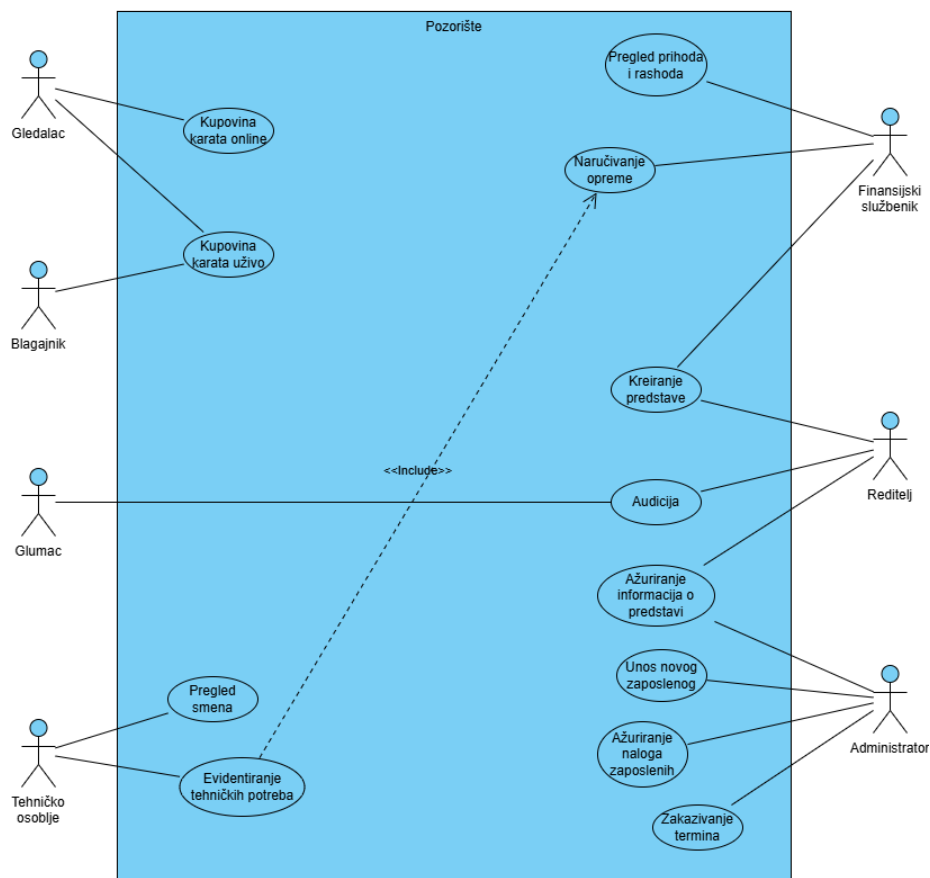 Pozorište
Pregled prihoda
i rashoda
Gledalac
Kupovina
karata online
Naručivanje
opreme
Finansijski
službenik
Kupovina
karata uživo
Blagajnik
Kreiranje
predstave
<<Include>>
Audicija
Reditelj
Glumac
Ažuriranje
informacija o
predstavi
Unos novog
zaposlenog
Pregled
smena
Ažuriranje
naloga
zaposlenih
Administrator
Evidentiranje
tehničkih potreba
Tehničko
osoblje
Zakazivanje
termina